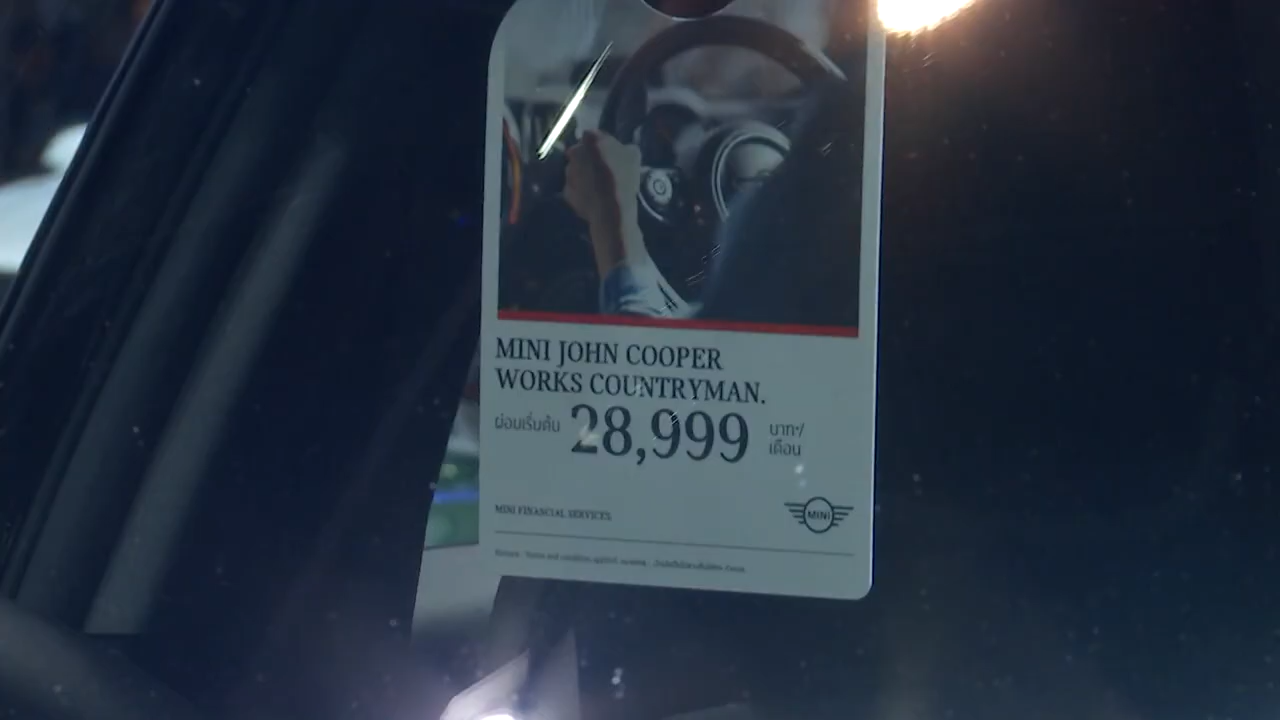 MINI JOHN COOPER
WORKS COUNTRYMAN.
ผ่อนเริ่มต้น 28,999 บาท*/
เดือน
MINI FINANCIAL SERVICES
MINI